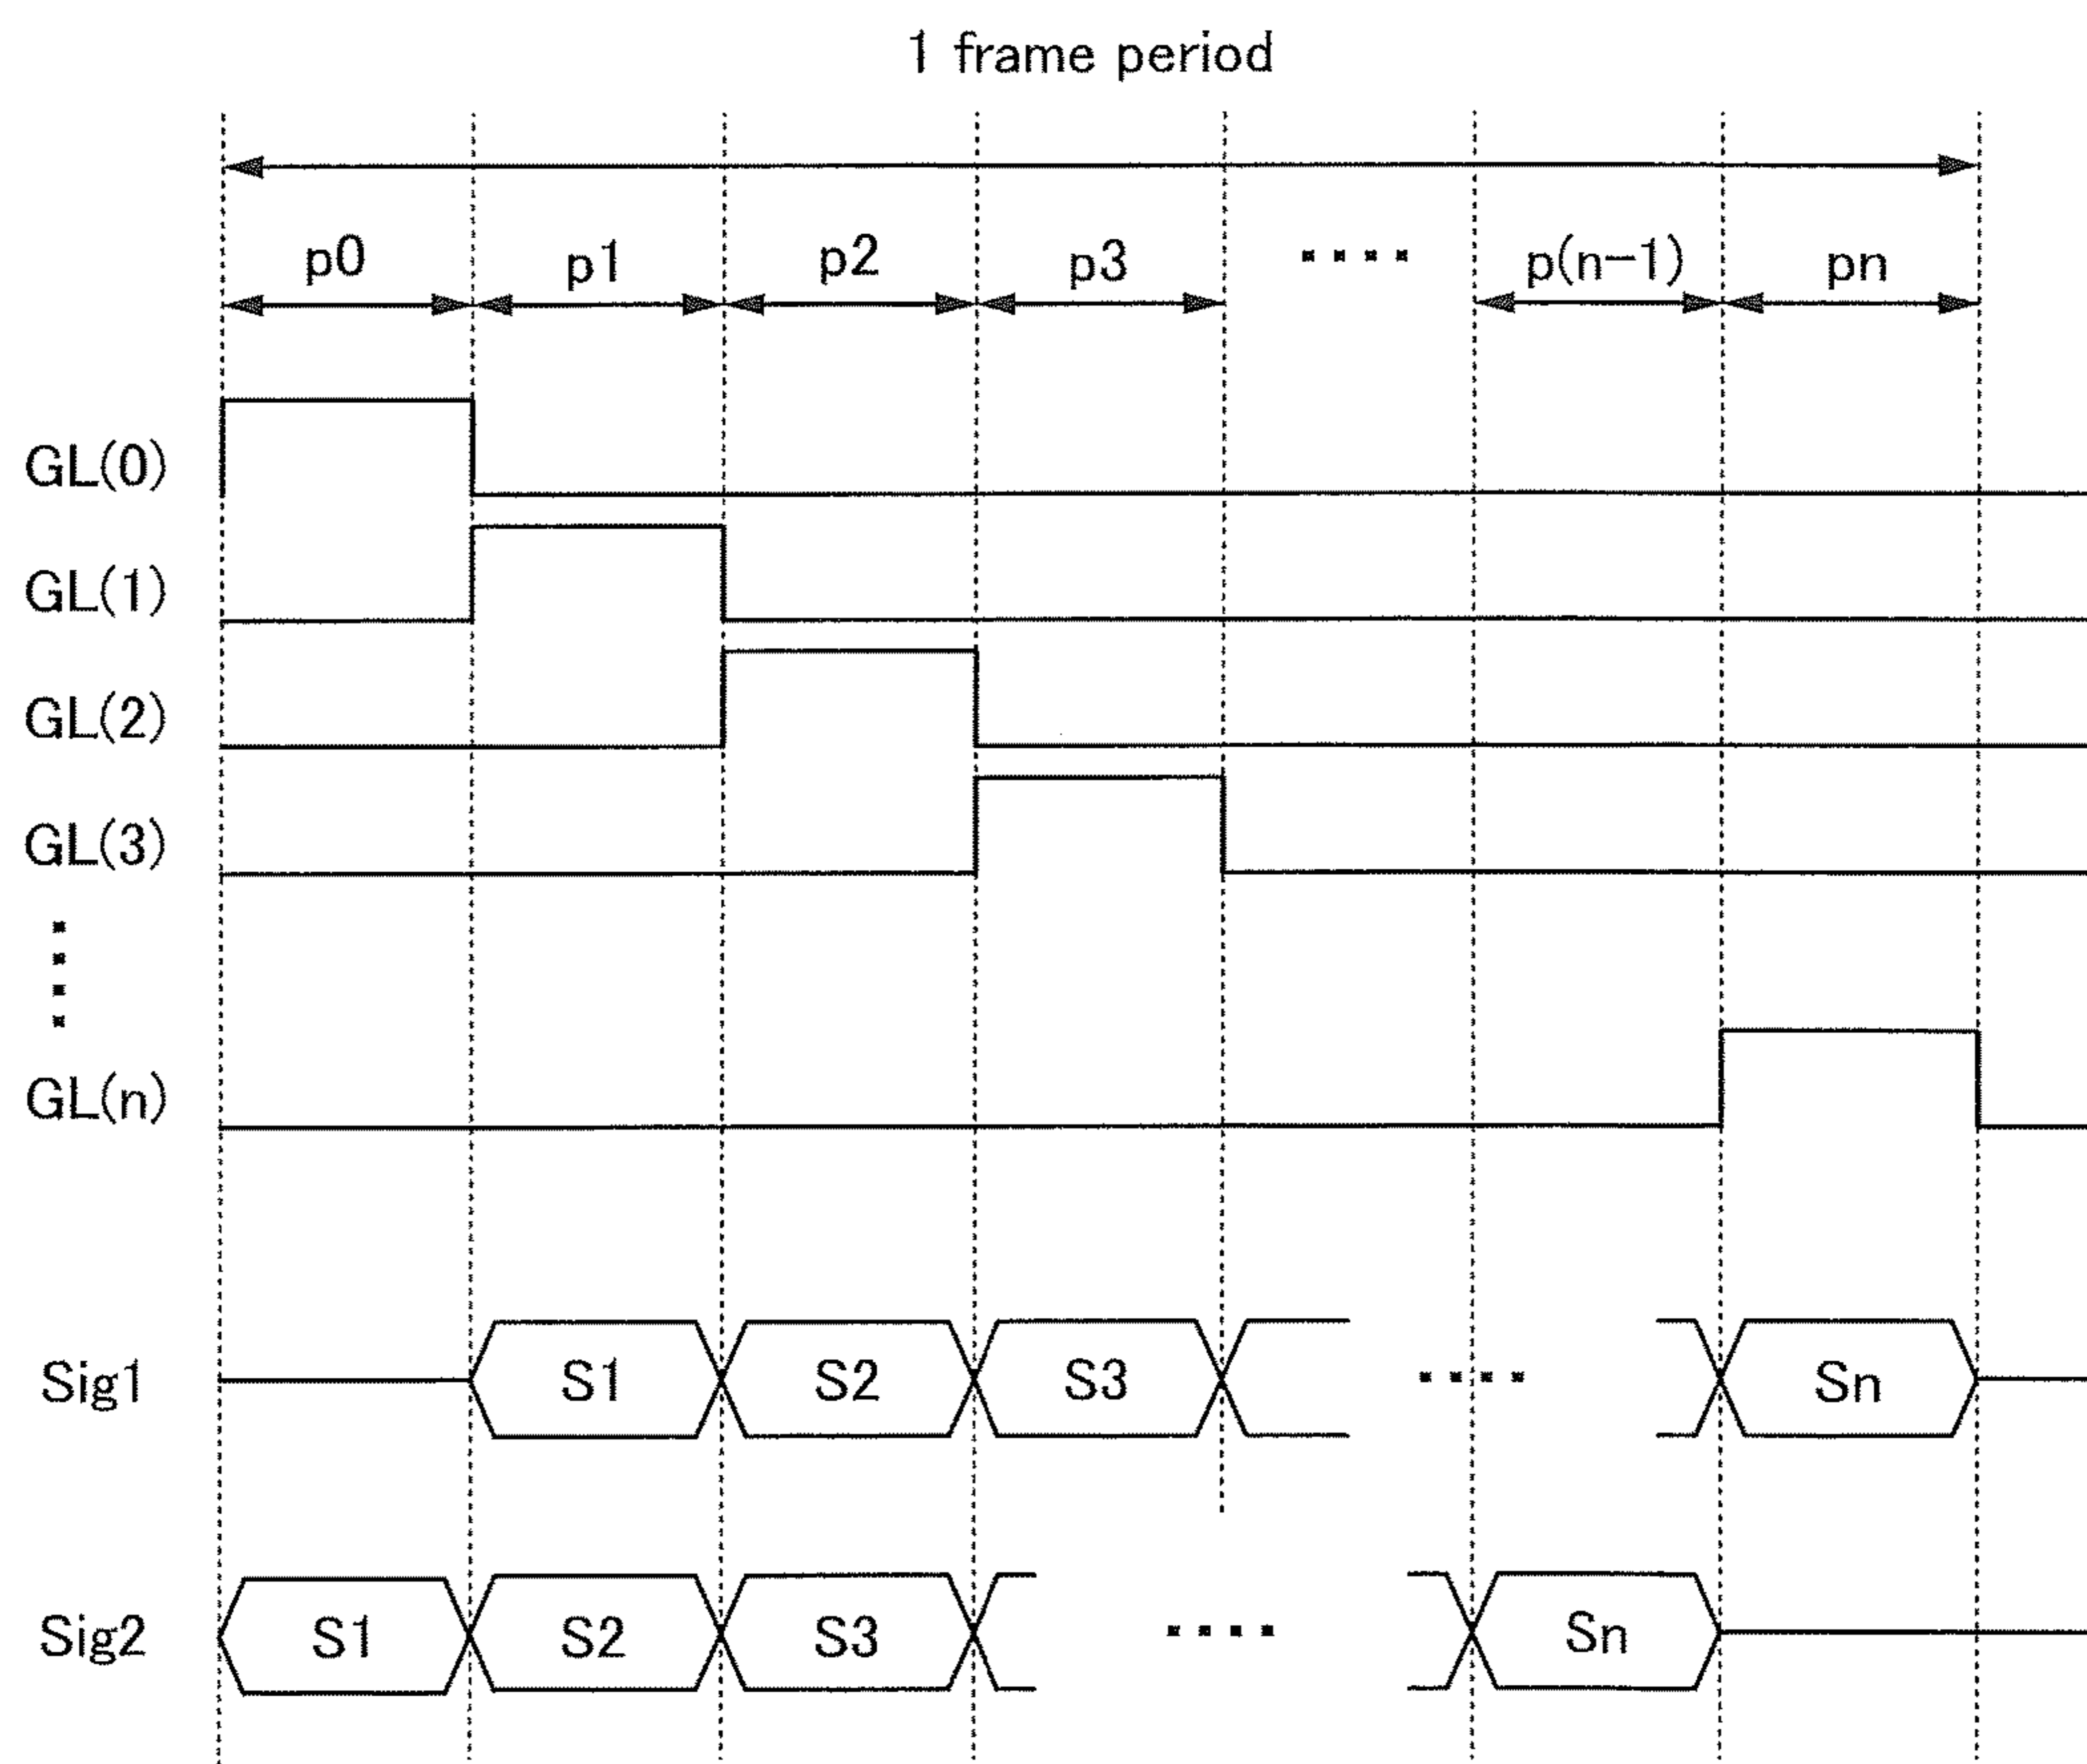 1 frame period
p0 p1 p2 p3 ···· p(n-1) pn
GL(0)
GL(1)
GL(2)
GL(3)
GL(n)
Sig1 S1 S2 S3 ···· Sn
Sig2 S1 S2 S3 ···· Sn